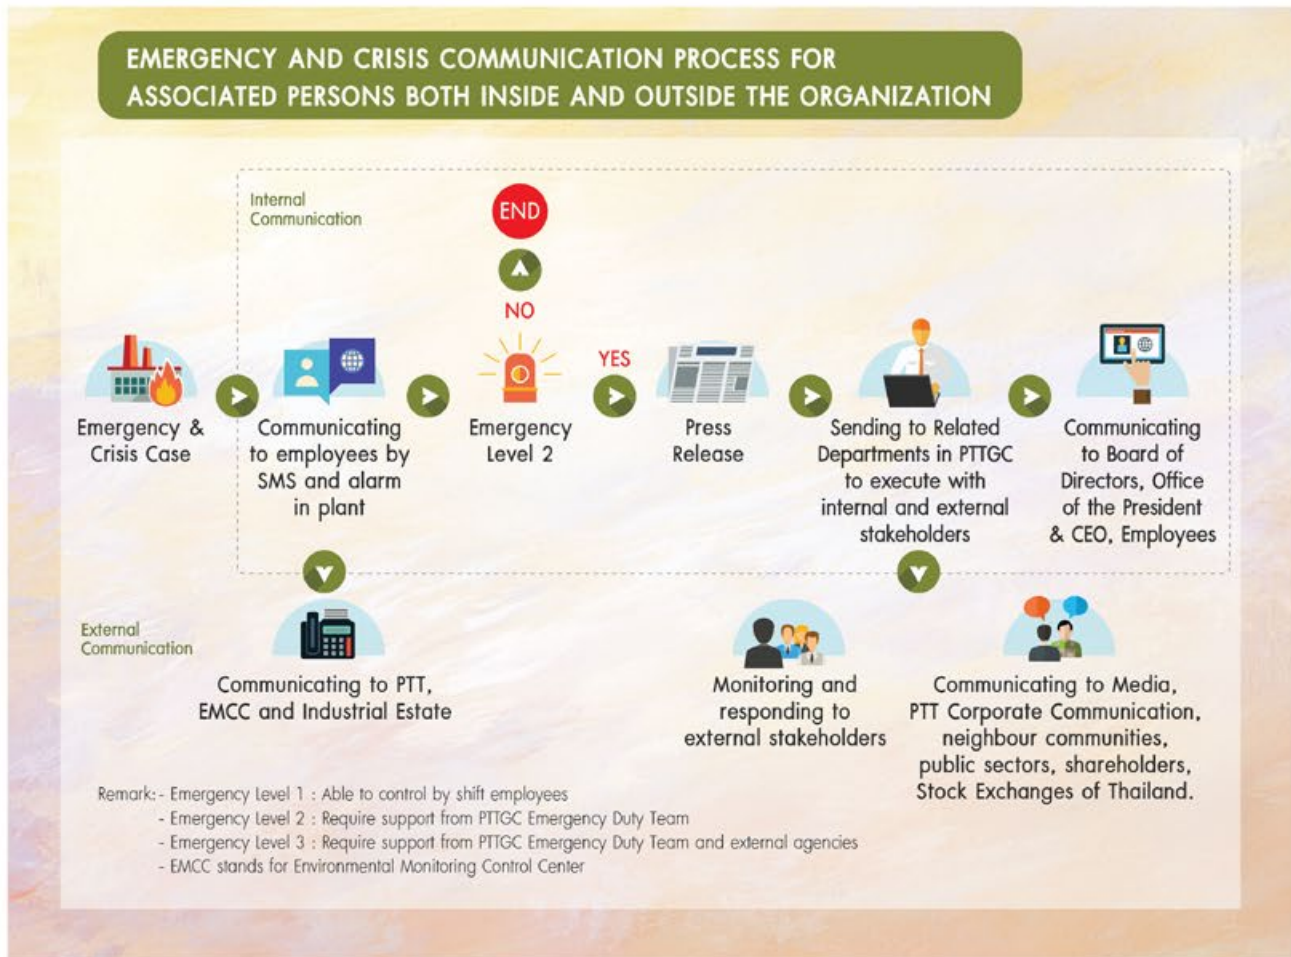 EMERGENCY AND CRISIS COMMUNICATION PROCESS FOR
ASSOCIATED PERSONS BOTH INSIDE AND OUTSIDE THE ORGANIZATION
Internal
Communication
END
NO
YES
Emergency &
Crisis Case
Communicating
to employees by
SMS and alarm
in plant
Emergency
Level 2
Press
Release
Sending to Related
Departments in PTTGC
to execute with
internal and external
stakeholders
Communicating
to Board of
Directors, Office
of the President
& CEO, Employees
External
Communication
Communicating to PTT,
EMCC and Industrial Estate
Monitoring and
responding to
external stakeholders
Communicating to Media,
PTT Corporate Communication,
neighbour communities,
public sectors, shareholders,
Stock Exchanges of Thailand.
Remark: - Emergency Level 1 : Able to control by shift employees
- Emergency Level 2 : Require support from PTTGC Emergency Duty Team
- Emergency Level 3 : Require support from PTTGC Emergency Duty Team and external agencies
- EMCC stands for Environmental Monitoring Control Center